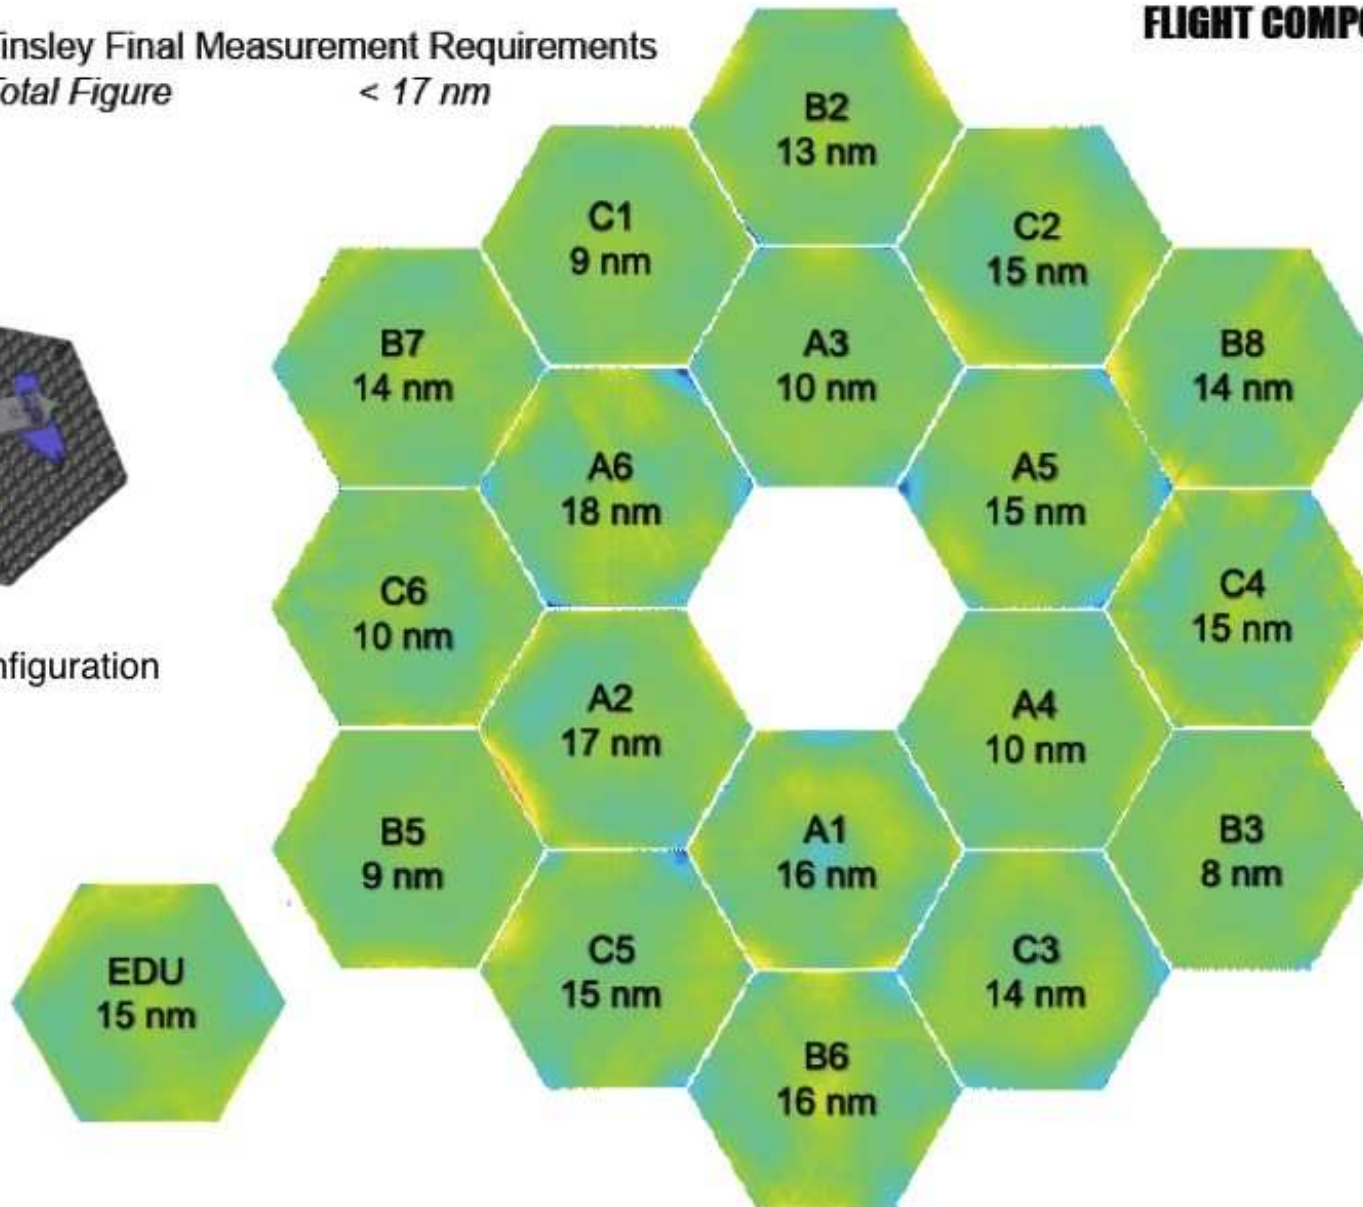 insley Final Measurement Requirements
otal Figure < 17 nm
FLIGHT COMP
B2
13 nm
C1
9 nm
C2
15 nm
B7
14 nm
A3
10 nm
B8
14 nm
A6
18 nm
A5
15 nm
C6
10 nm
C4
15 nm
nfiguration
A2
17 nm
A4
10 nm
B5
9 nm
A1
16 nm
B3
8 nm
EDU
15 nm
C5
15 nm
C3
14 nm
B6
16 nm